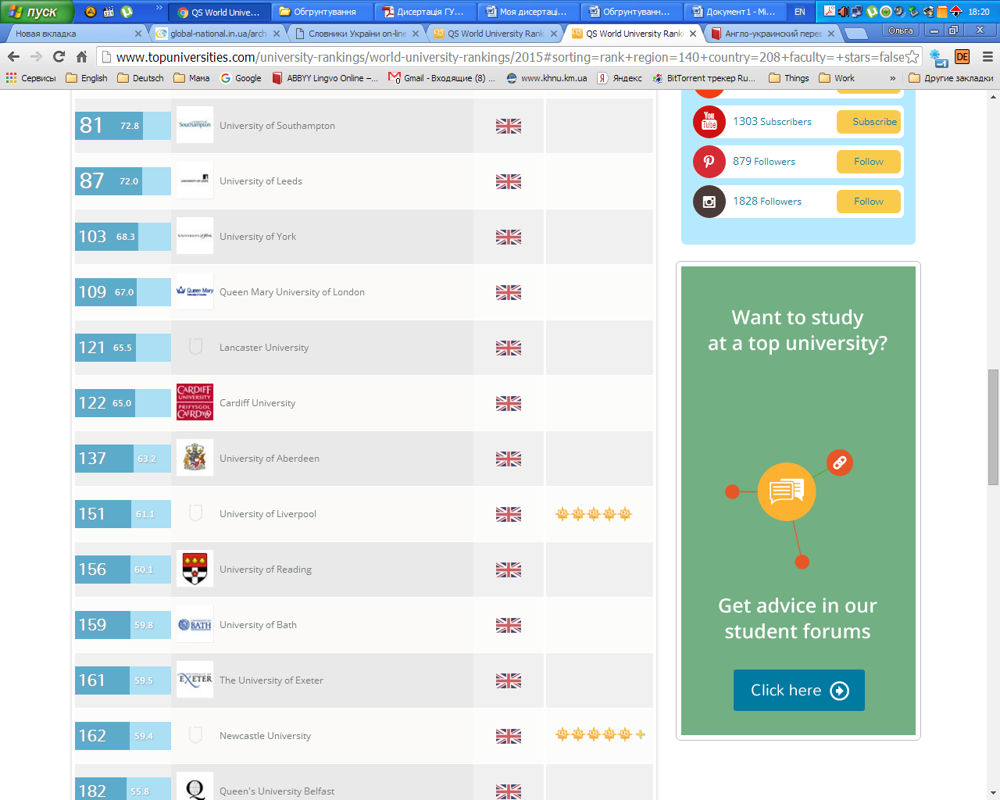 пуск
QS World Unive...
Обгрунтування
Дисертація ГУ...
Моя дисертаці...
Обгрунтуванн...
Документ1 - Mi...
EN
18:20
Новая вкладка
global-national.in.ua/arch
Словники України on-line
QS World University Rank
QS World University Ranki
Англо-украинский перев
Ольга
www.topuniversities.com/university-rankings/world-university-rankings/2015#sorting=rank+region=140+country=208+faculty=+stars=false
DE
Сервисы
English
Deutsch
Мама
Google
ABBYY Lingvo Online –...
Gmail - Входящие (8) ...
www.khnu.km.ua
Яндекс
BitTorrent трекер Ru...
Things
Work
»
Другие закладки
81 72.8 Southampton University of Southampton
87 72.0 University of Leeds
103 68.3 University of York
109 67.0 Queen Mary Queen Mary University of London
121 65.5 Lancaster University
122 65.0 CARDIFF UNIVERSITY PRIFYSGOL CAERDYDD Cardiff University
137 63.2 University of Aberdeen
151 61.1 University of Liverpool
156 60.1 University of Reading
159 59.8 BATH University of Bath
161 59.5 EXETER The University of Exeter
162 59.4 Newcastle University
182 55.8 Queen's University Belfast
You Tube 1303 Subscribers Subscribe
879 Followers Follow
1828 Followers Follow
Want to study
at a top university?
Get advice in our
student forums
Click here